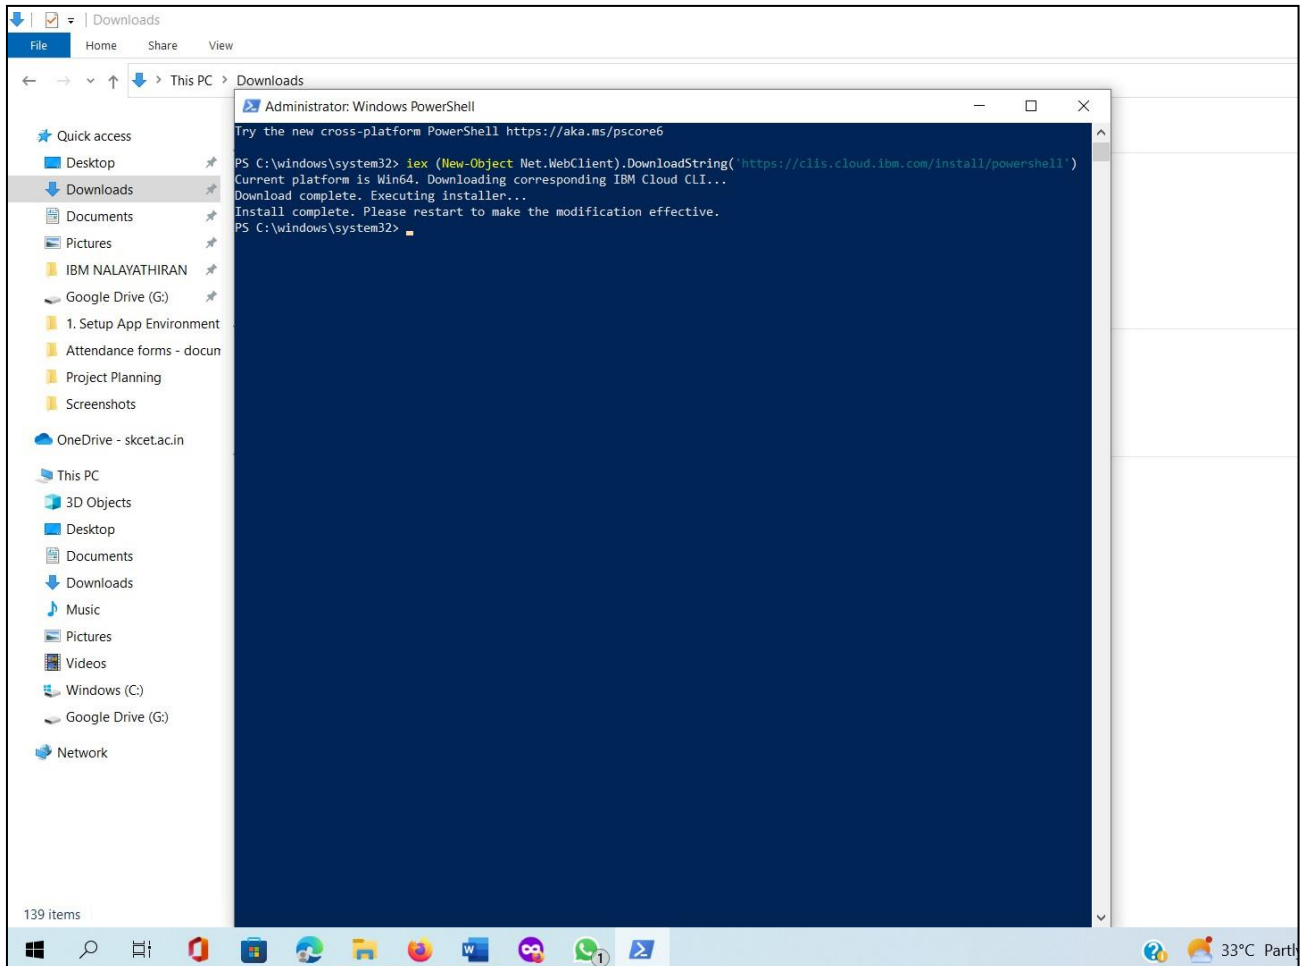 Downloads
File Home Share View
This PC > Downloads
Administrator: Windows PowerShell
Try the new cross-platform PowerShell https://aka.ms/pscore6
PS C:\windows\system32> iex (New-Object Net.WebClient).DownloadString('https://clis.cloud.ibm.com/install/powershell')
Current platform is Win64. Downloading corresponding IBM Cloud CLI...
Download complete. Executing installer...
Install complete. Please restart to make the modification effective.
PS C:\windows\system32>
Quick access
Desktop
Downloads
Documents
Pictures
IBM NALAYATHIRAN
Google Drive (G:)
1. Setup App Environment
Attendance forms - docum
Project Planning
Screenshots
OneDrive - skcet.ac.in
This PC
3D Objects
Desktop
Documents
Downloads
Music
Pictures
Videos
Windows (C:)
Google Drive (G:)
Network
139 items
1
33°C Partly